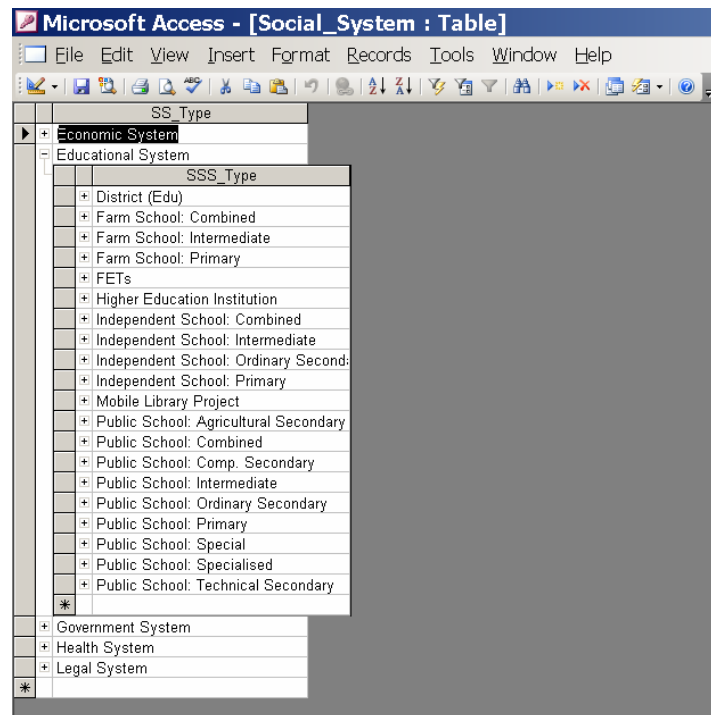 Microsoft Access - [Social_System : Table]
File Edit View Insert Format Records Tools Window Help
SS_Type
Economic System
Educational System
SSS_Type
District (Edu)
Farm School: Combined
Farm School: Intermediate
Farm School: Primary
FETs
Higher Education Institution
Independent School: Combined
Independent School: Intermediate
Independent School: Ordinary Second
Independent School: Primary
Mobile Library Project
Public School: Agricultural Secondary
Public School: Combined
Public School: Comp. Secondary
Public School: Intermediate
Public School: Ordinary Secondary
Public School: Primary
Public School: Special
Public School: Specialised
Public School: Technical Secondary
Government System
Health System
Legal System